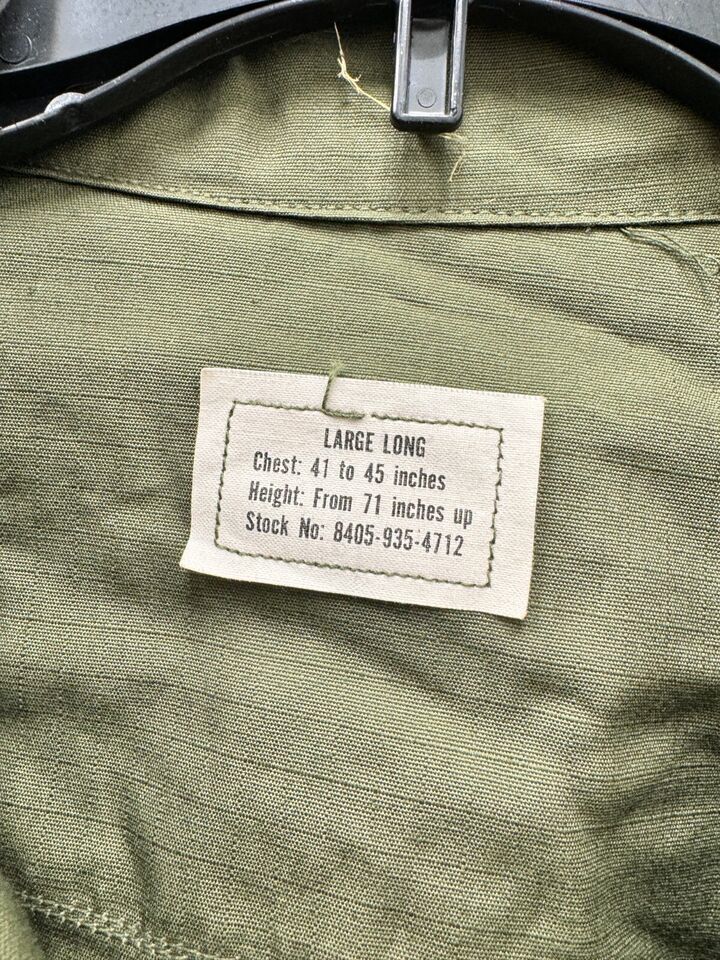 LARGE LONG
Chest: 41 to 45 inches
Height: From 71 inches up
Stock No: 8405-935-4712